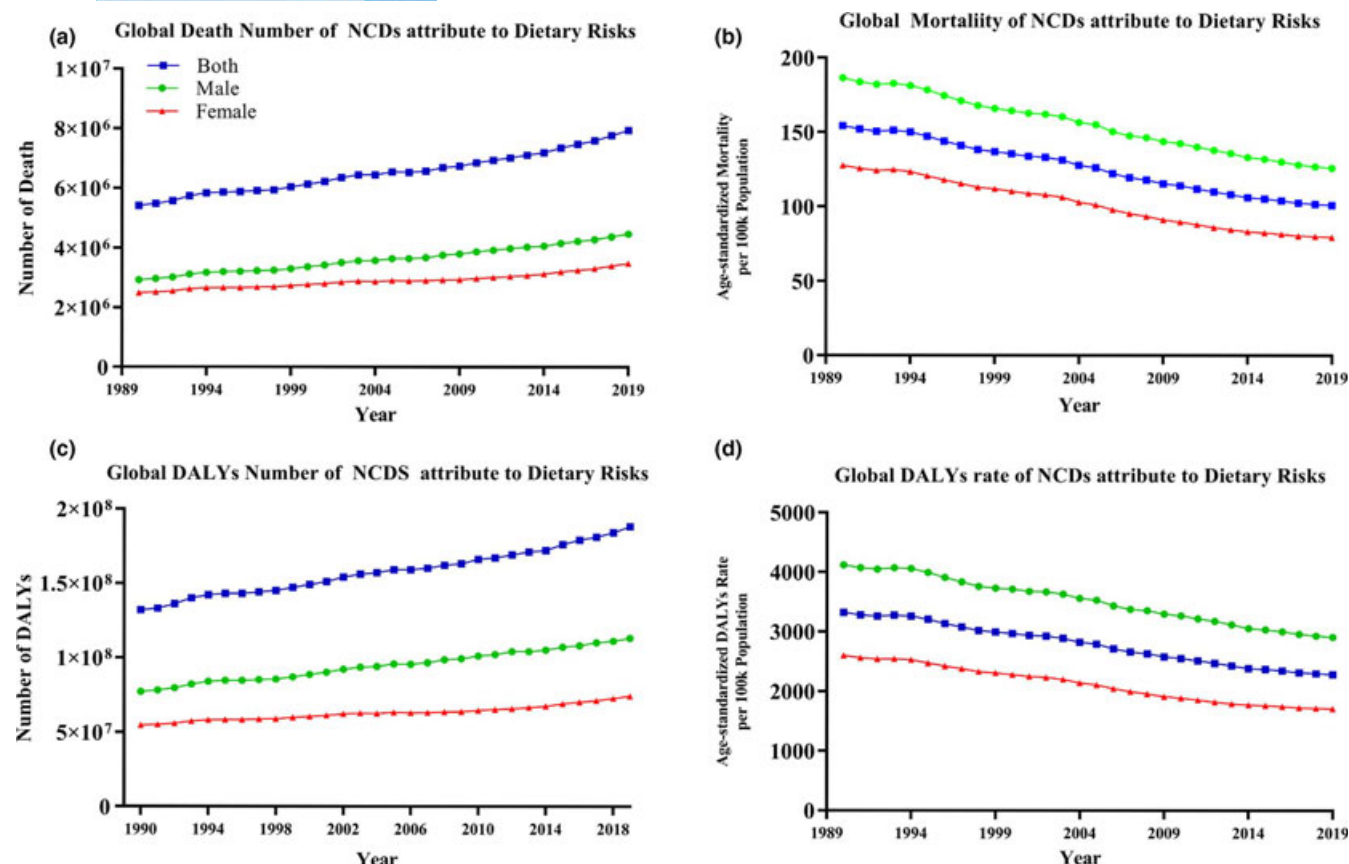 (a)
Global Death Number of NCDs attribute to Dietary Risks
Both
Male
Female
Number of Death
1×10⁷
8×10⁶
6×10⁶
4×10⁶
2×10⁶
0
1989 1994 1999 2004 2009 2014 2019
Year
(b)
Global Mortaliity of NCDs attribute to Dietary Risks
Age-standardized Mortality
per 100k Population
200
150
100
50
0
1989 1994 1999 2004 2009 2014 2019
Year
(c)
Global DALYs Number of NCDS attribute to Dietary Risks
Number of DALYs
2×10⁸
1.5×10⁸
1×10⁸
5×10⁷
0
1990 1994 1998 2002 2006 2010 2014 2018
Year
(d)
Global DALYs rate of NCDs attribute to Dietary Risks
Age-standardized DALYs Rate
per 100k Population
5000
4000
3000
2000
1000
0
1989 1994 1999 2004 2009 2014 2019
Year